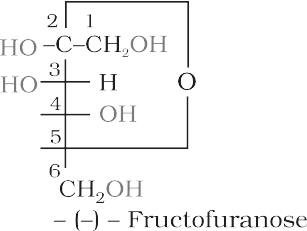 2 1
HO – C – CH2OH
3
HO H O
4
OH
5
6
CH2OH
– (–) – Fructofuranose